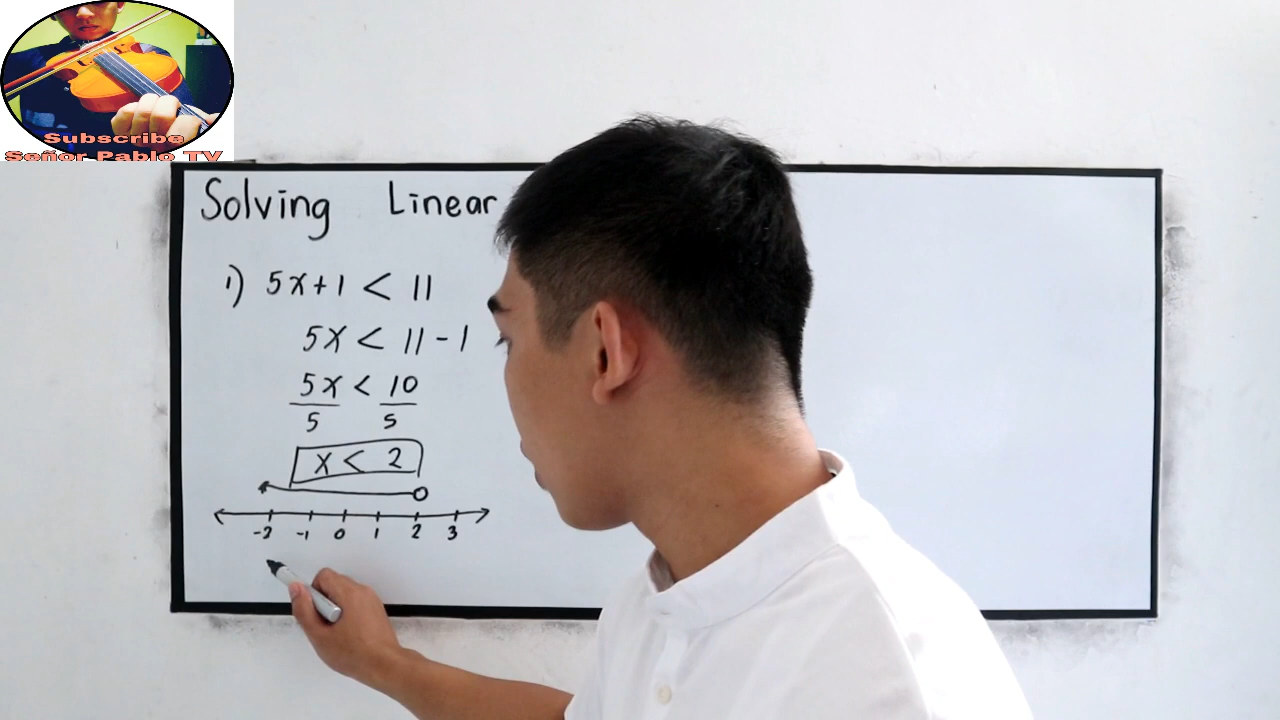 Subscribe
Señor Pablo TV
Solving Linear
1) 5x+1 < 11
5x < 11-1
5x < 10
5 5
x < 2
-2 -1 0 1 2 3